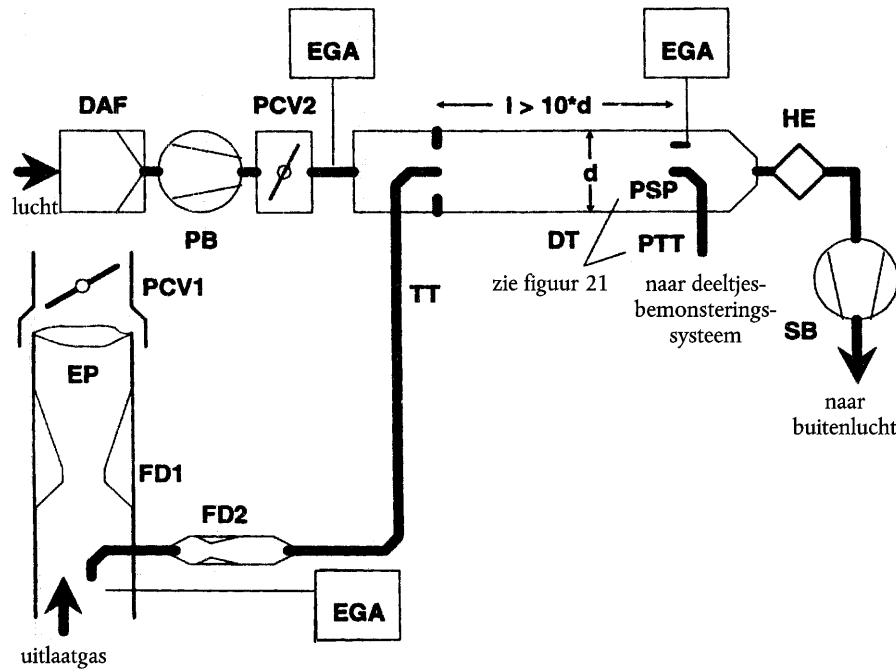 EGA
EGA
DAF
PCV2
l > 10*d
HE
lucht
d
PSP
PB
DT
PTT
PCV1
zie figuur 21
naar deeltjes-
bemonsterings-
systeem
TT
SB
EP
naar
buitenlucht
FD1
FD2
EGA
uitlaatgas